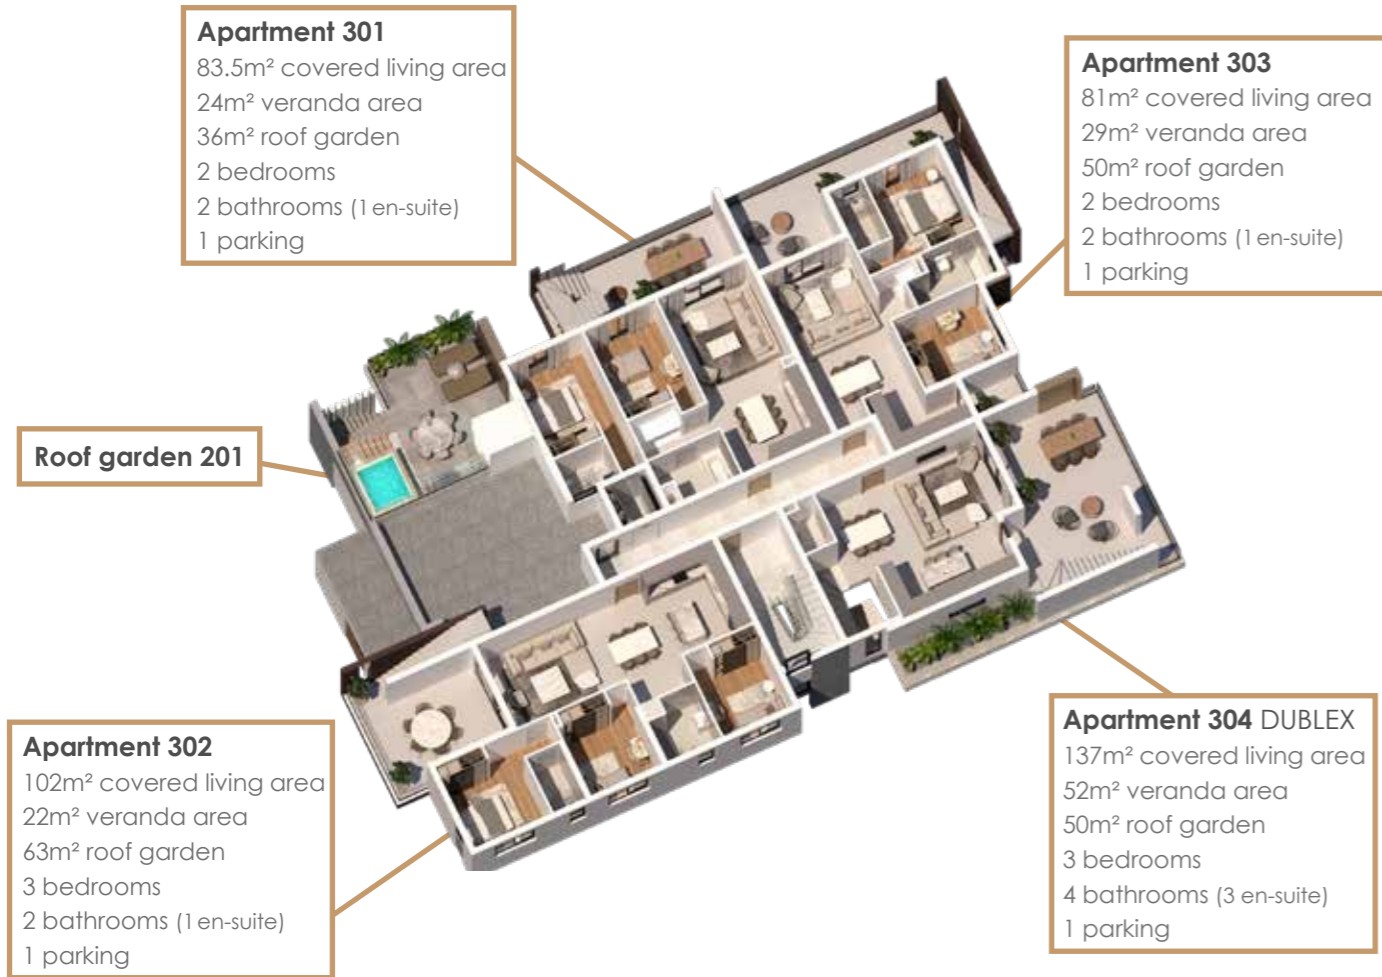 Apartment 301
83.5m² covered living area
24m² veranda area
36m² roof garden
2 bedrooms
2 bathrooms (1 en-suite)
1 parking
Apartment 303
81m² covered living area
29m² veranda area
50m² roof garden
2 bedrooms
2 bathrooms (1 en-suite)
1 parking
Roof garden 201
Apartment 302
102m² covered living area
22m² veranda area
63m² roof garden
3 bedrooms
2 bathrooms (1 en-suite)
1 parking
Apartment 304 DUBLEX
137m² covered living area
52m² veranda area
50m² roof garden
3 bedrooms
4 bathrooms (3 en-suite)
1 parking